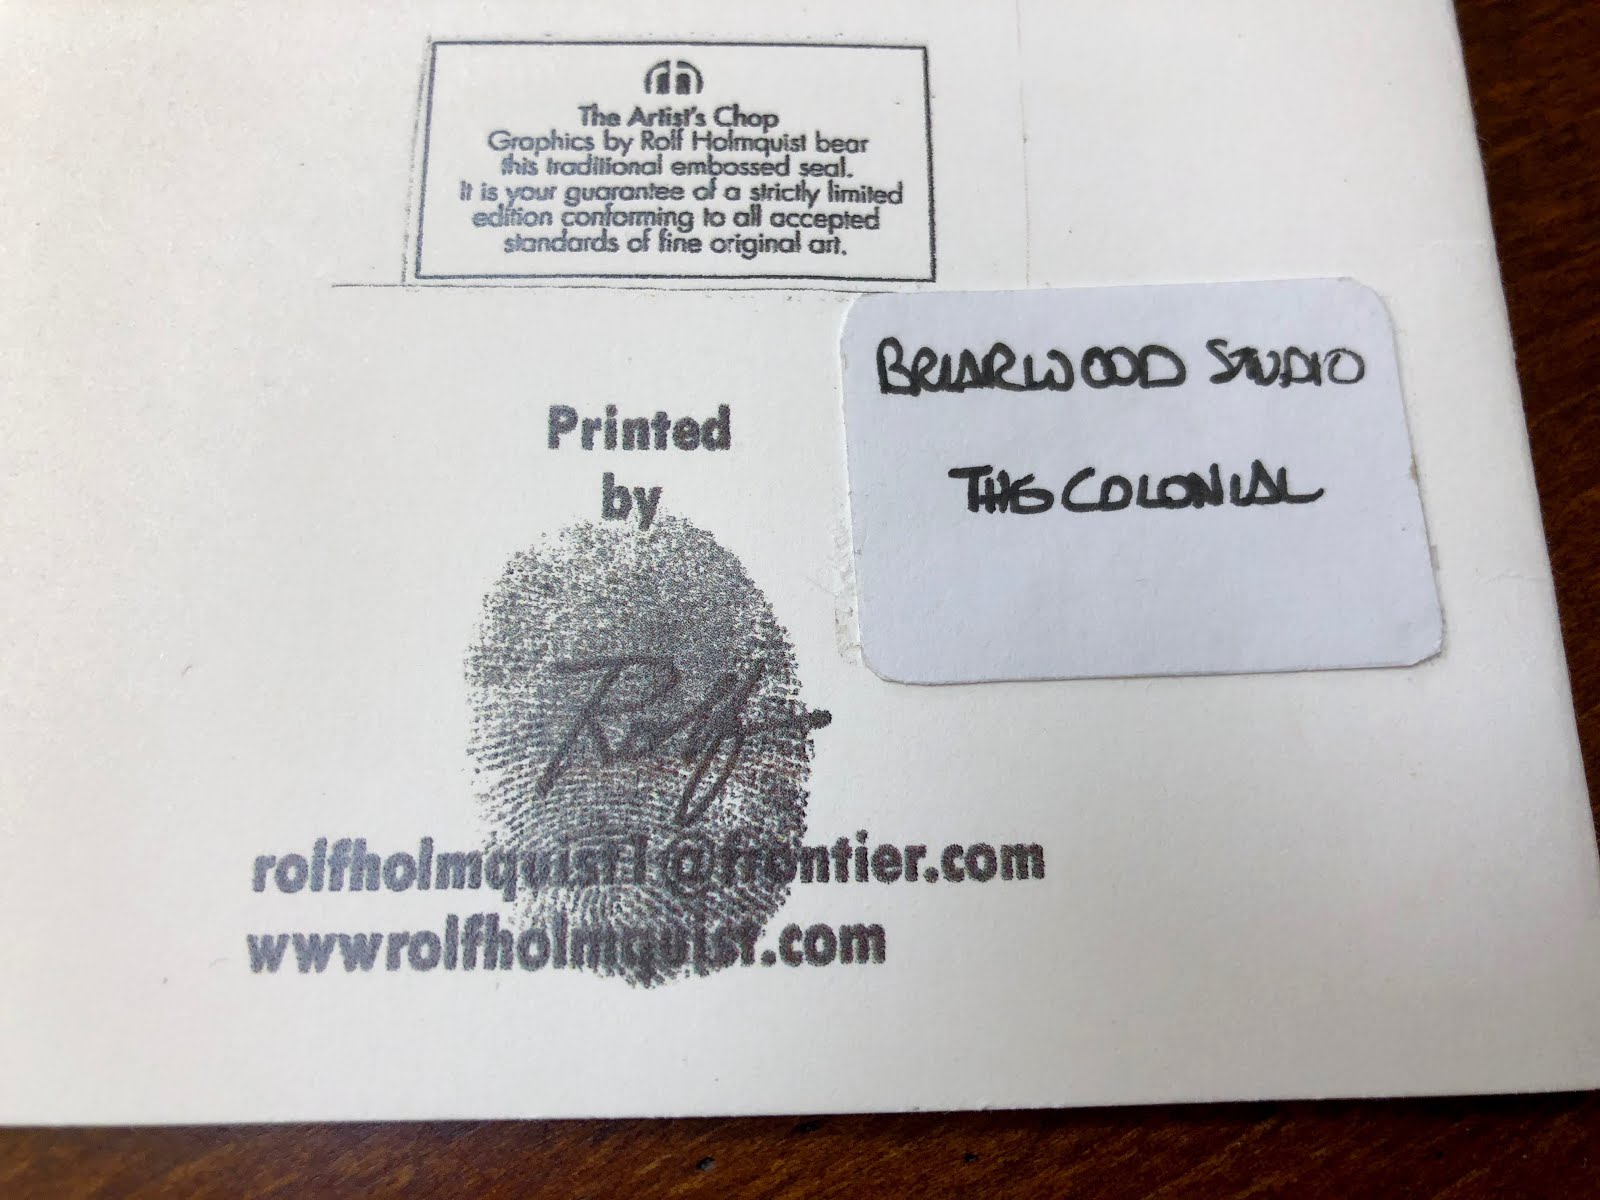 The Artist's Chop
Graphics by Rolf Holmquist bear
this traditional embossed seal.
It is your guarantee of a strictly limited
edition conforming to all accepted
standards of fine original art.
BRIARWOOD STUDIO
THE COLONIAL
Printed
by
Rolf
rolfholmquist1@frontier.com
wwwrolfholmquist.com